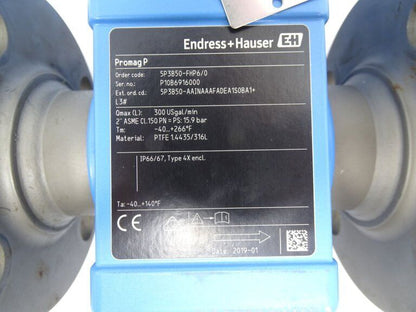 Endress+Hauser EH
Promag P
Order code: 5P3B50-FHP6/0
Ser. no.: P1086916000
Ext. ord. cd.: 5P3B50-AAINAAAFADEA1S0BA1+
L3#
Qmax (L): 300 USgal/min
2" ASME CL.150 PN = PS: 15.9 bar
Tm: -40...+266°F
Material: PTFE 1.4435/316L
IP66/67, Type 4X encl.
Ta: -40...+140°F
CE
i
Date: 2019-01